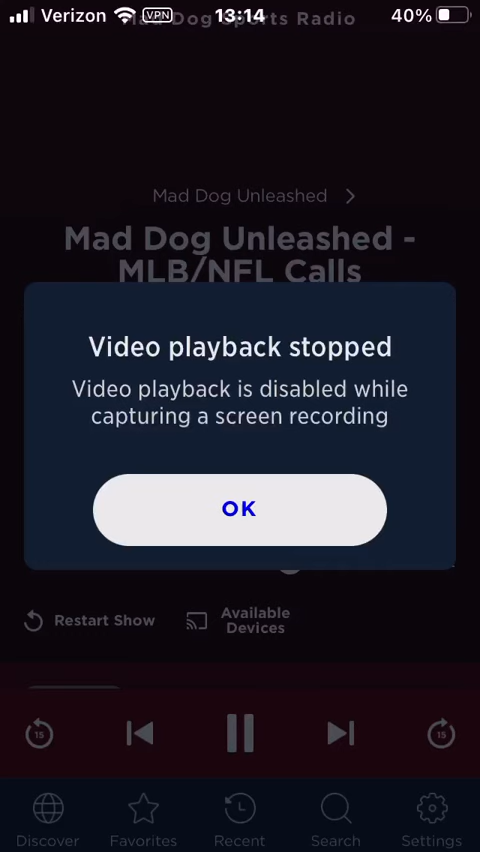 Verizon VPN 13:14 40%
Mad Dog Sports Radio
Mad Dog Unleashed
Mad Dog Unleashed -
MLB/NFL Calls
Video playback stopped
Video playback is disabled while
capturing a screen recording
OK
Restart Show
Available
Devices
15
15
Discover Favorites Recent Search Settings